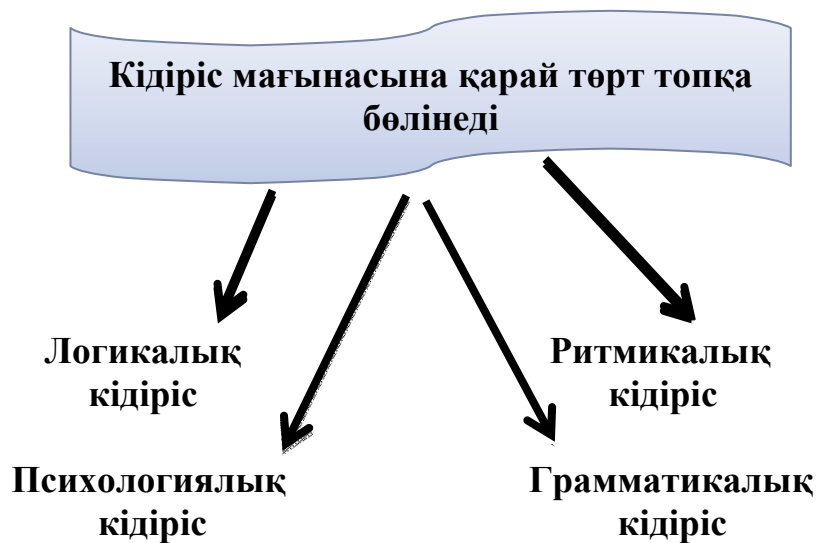 Кідіріс мағынасына қарай төрт топқа
бөлінеді
Логикалық
кідіріс
Ритмикалық
кідіріс
Психологиялық
кідіріс
Грамматикалық
кідіріс